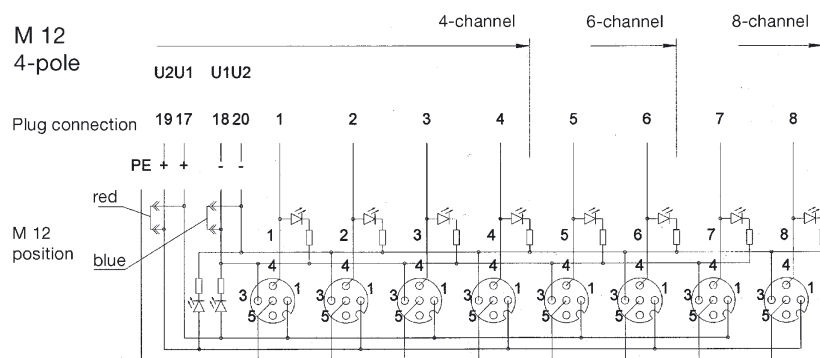 4-channel 6-channel 8-channel
M 12
4-pole
U2U1 U1U2
Plug connection 19 17 18 20 1 2 3 4 5 6 7 8
PE + + - -
red
M 12
position
blue
1 2 3 4 5 6 7 8
4 4 4 4 4 4 4 4
3 1 3 1 3 1 3 1 3 1 3 1 3 1 3 1
5 5 5 5 5 5 5 5